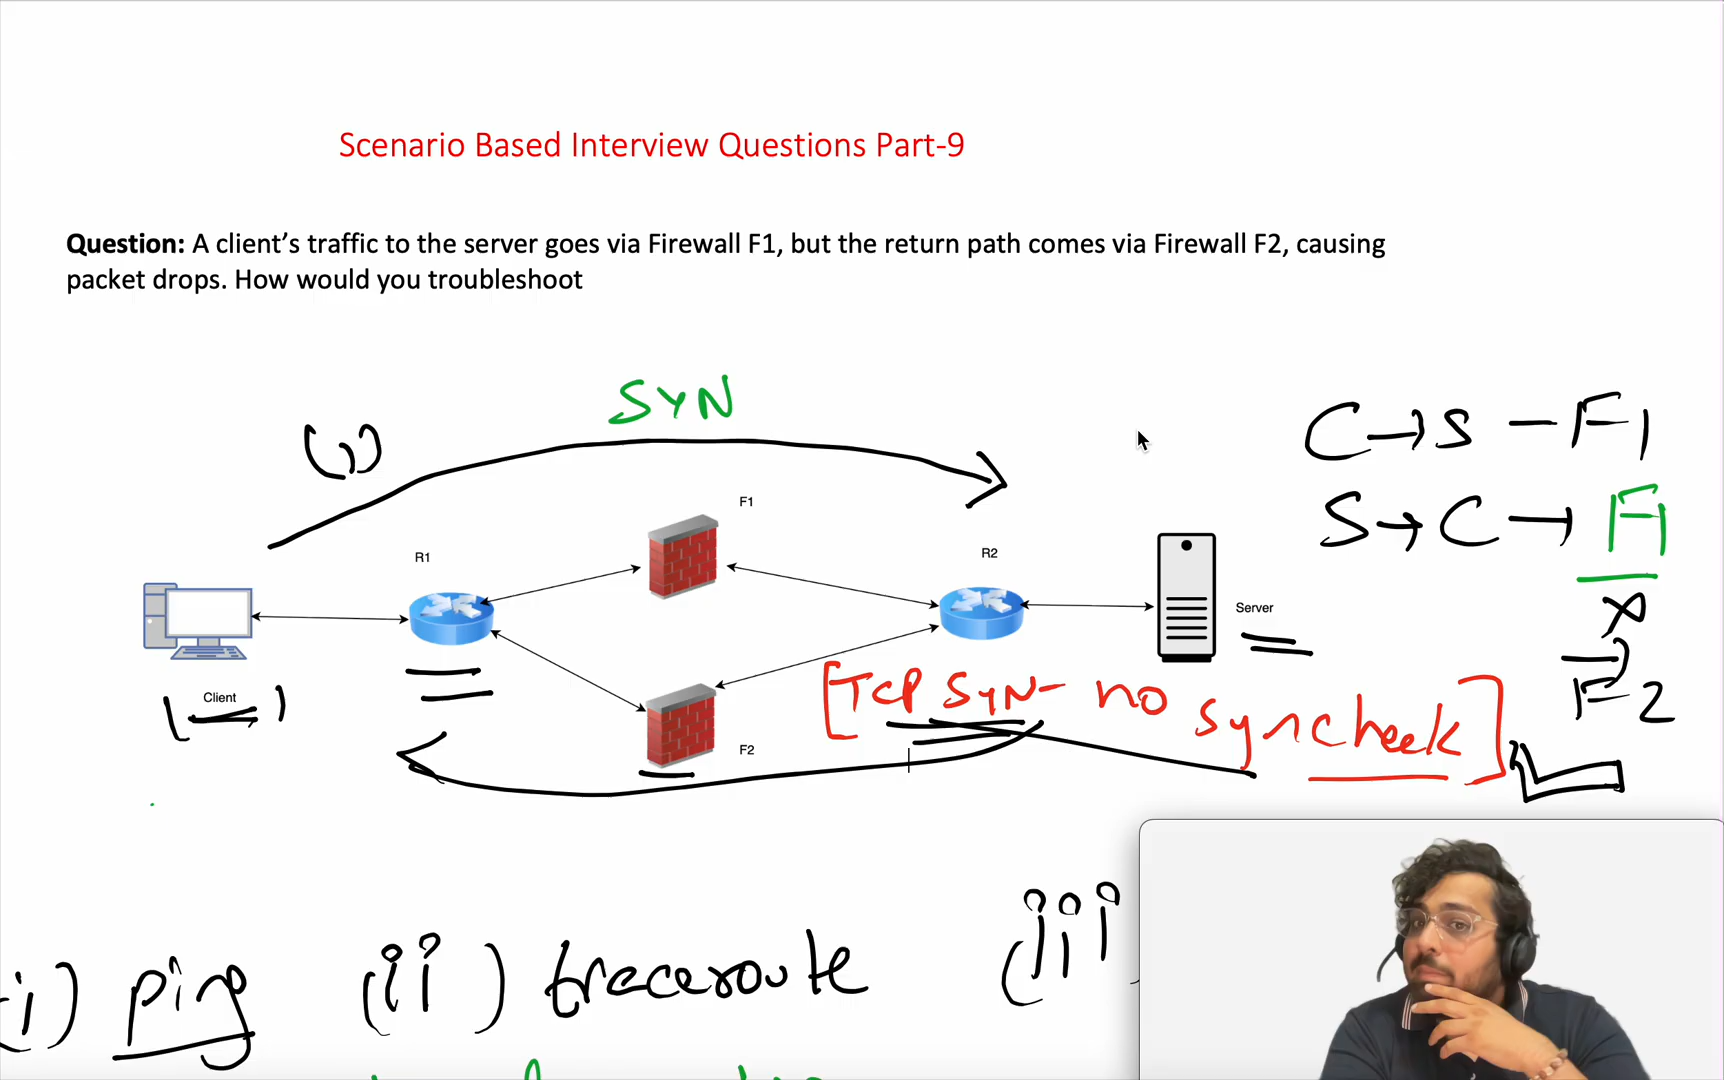 Scenario Based Interview Questions Part-9
Question: A client's traffic to the server goes via Firewall F1, but the return path comes via Firewall F2, causing
packet drops. How would you troubleshoot
SYN
(1)
C→S - F1
S→C → F1
F2
F1
R1
R2
Server
Client
F2
[TCP SYN- no syncheek]
(i) ping (ii) traceroute (iii